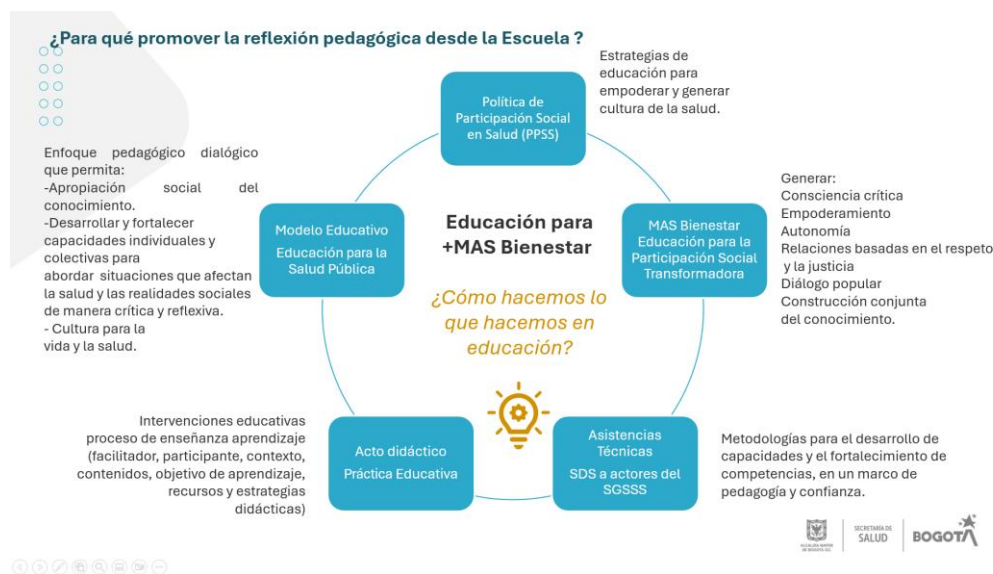 ¿Para qué promover la reflexión pedagógica desde la Escuela ?
Estrategias de
educación para
empoderar y generar
cultura de la salud.
Política de
Participación Social
en Salud (PPSS)
Enfoque pedagógico dialógico
que permita:
-Apropiación social del
conocimiento.
-Desarrollar y fortalecer
capacidades individuales y
colectivas para
abordar situaciones que afectan
la salud y las realidades sociales
de manera crítica y reflexiva.
- Cultura para la
vida y la salud.
Modelo Educativo
Educación para la
Salud Pública
Educación para
+MAS Bienestar
¿Cómo hacemos lo
que hacemos en
educación?
MAS Bienestar
Educación para la
Participación Social
Transformadora
Generar:
Consciencia crítica
Empoderamiento
Autonomía
Relaciones basadas en el respeto
y la justicia
Diálogo popular
Construcción conjunta
del conocimiento.
Intervenciones educativas
proceso de enseñanza aprendizaje
(facilitador, participante, contexto,
contenidos, objetivo de aprendizaje,
recursos y estrategias
didácticas)
Acto didáctico
Práctica Educativa
Asistencias
Técnicas
SDS a actores del
SGSSS
Metodologías para el desarrollo de
capacidades y el fortalecimiento de
competencias, en un marco de
pedagogía y confianza.
ALCALDÍA MAYOR
DE BOGOTÁ D.C.
SECRETARÍA DE
SALUD
BOGOTÁ